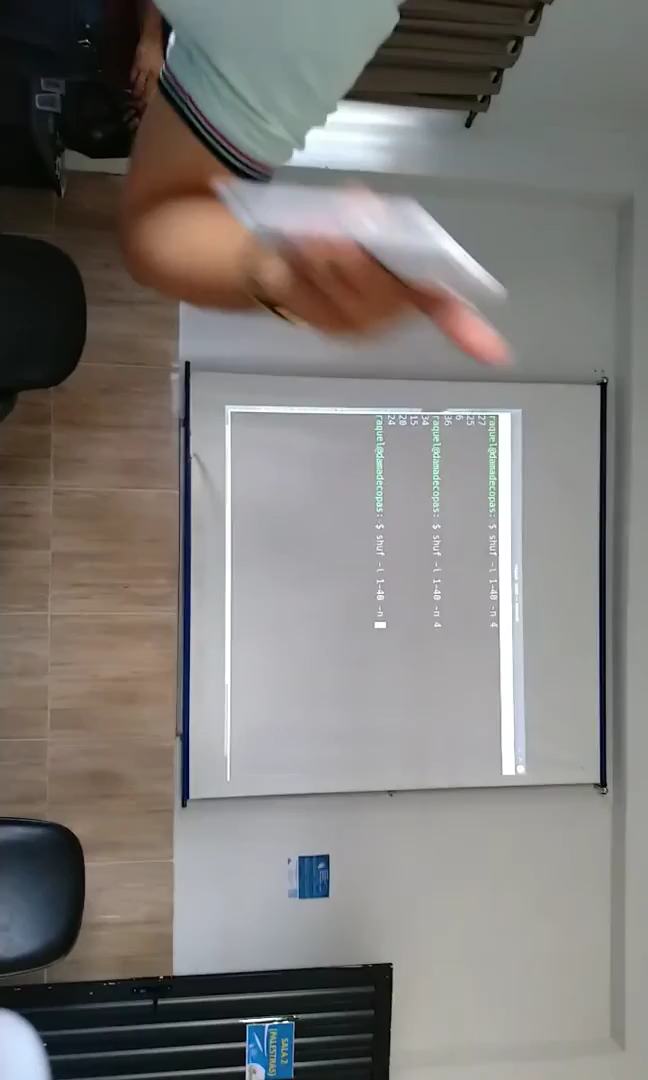 raquel@damadecopas:~$ shuf -i 1-40 -n 4
27
25
6
36
raquel@damadecopas:~$ shuf -i 1-40 -n 4
34
15
20
24
raquel@damadecopas:~$ shuf -i 1-40 -n
SALA 2
(PALESTRAS)